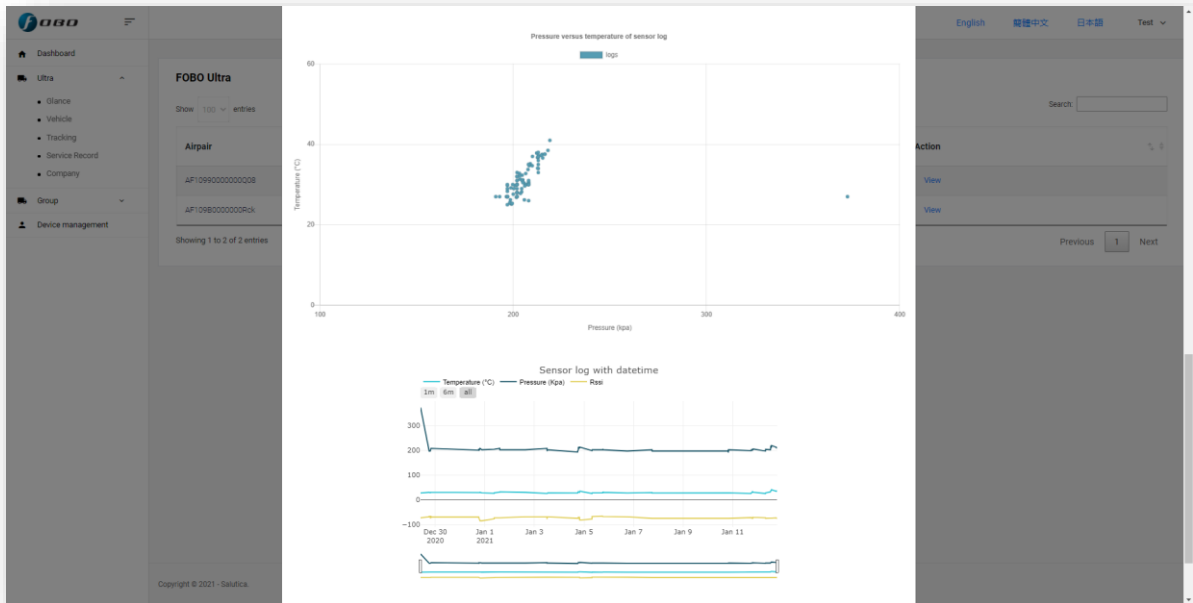 FOBO
English
繁體中文
日本語
Test
Dashboard
Ultra
Glance
Vehicle
Tracking
Service Record
Company
Group
Device management
FOBO Ultra
Show 100 entries
Search:
Airpair
Action
View
View
Showing 1 to 2 of 2 entries
Previous 1 Next
Copyright © 2021 - Salutica.
Pressure versus temperature of sensor log
logs
60
40
20
0
Temperature (°C)
100 200 300 400
Pressure (kpa)
Sensor log with datetime
Temperature (°C) Pressure (Kpa) Rssi
1m 6m all
300
200
100
0
−100
Dec 30 Jan 1 Jan 3 Jan 5 Jan 7 Jan 9 Jan 11
2020 2021